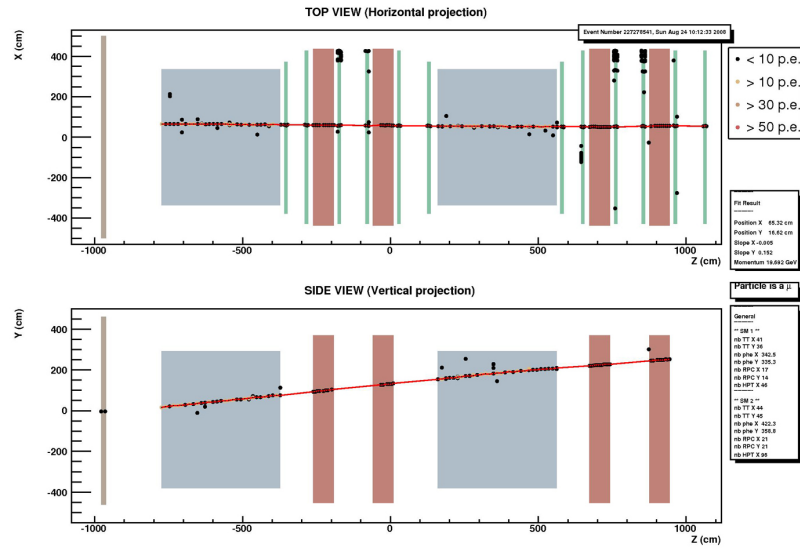 TOP VIEW (Horizontal projection)
Event Number 227276541, Sun Aug 24 10:12:33 2008
X (cm)
400
200
0
-200
-400
-1000
-500
0
500
1000
Z (cm)
< 10 p.e.
> 10 p.e.
> 30 p.e.
> 50 p.e.
Fit Result
Position X 65.32 cm
Position Y 16.62 cm
Slope X -0.005
Slope Y 0.152
Momentum 19.592 GeV
SIDE VIEW (Vertical projection)
Particle is a μ
Y (cm)
400
200
0
-200
-400
-1000
-500
0
500
1000
Z (cm)
General
** SM 1 **
nb TT X 41
nb TT Y 36
nb phe X 342.5
nb phe Y 335.3
nb RPC X 17
nb RPC Y 14
nb HPT X 46
** SM 2 **
nb TT X 44
nb TT Y 45
nb phe X 422.3
nb phe Y 358.8
nb RPC X 21
nb RPC Y 21
nb HPT X 96